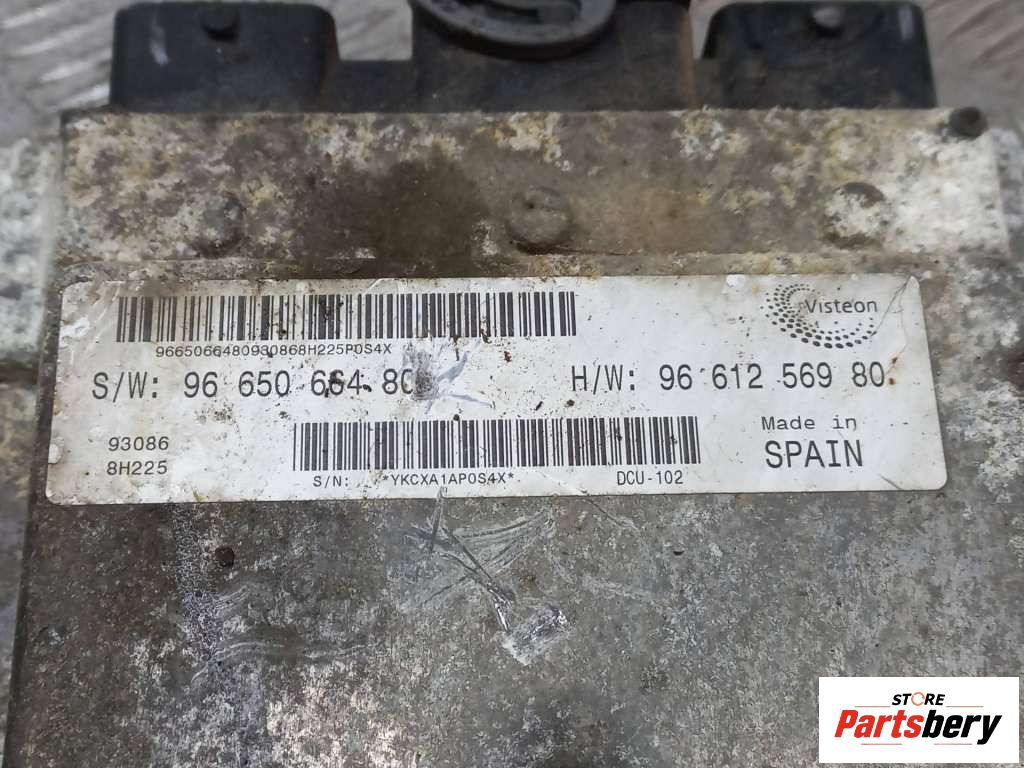 Visteon
9665066480930868H225P0S4X
S/W: 96 650 664 80
H/W: 96 612 569 80
93086
8H225
S/N: *YKCXA1AP0S4X*
DCU-102
Made in
SPAIN
STORE
Partsbery